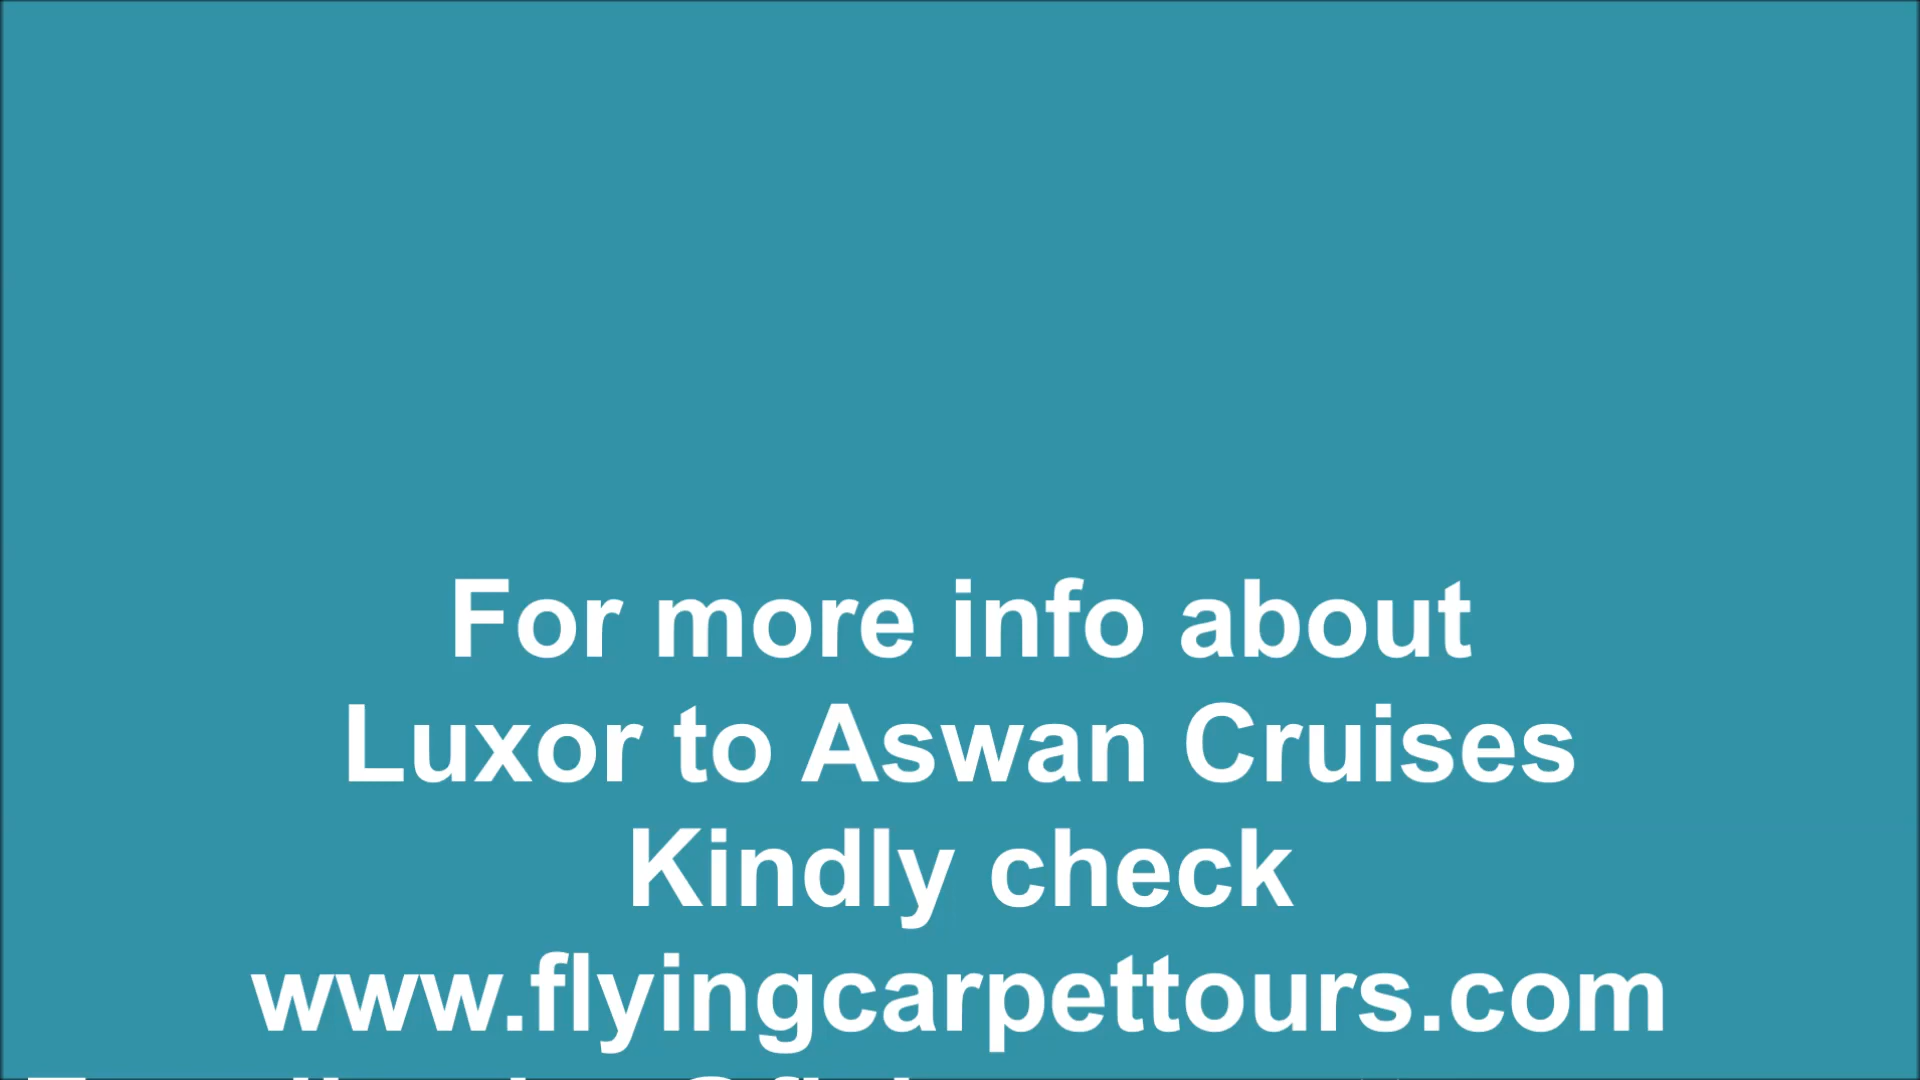 For more info about
Luxor to Aswan Cruises
Kindly check
www.flyingcarpettours.com